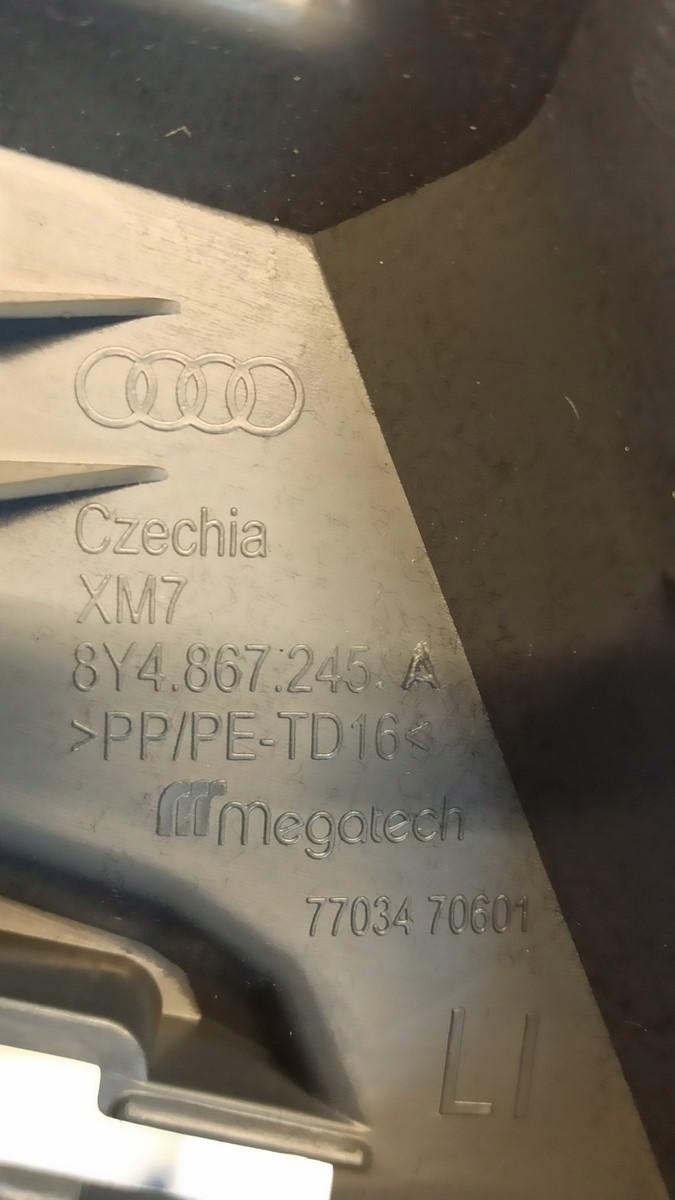 Czechia
XM7
8Y4.867.245. A
>PP/PE-TD16<
megatech
77034 70601
LI